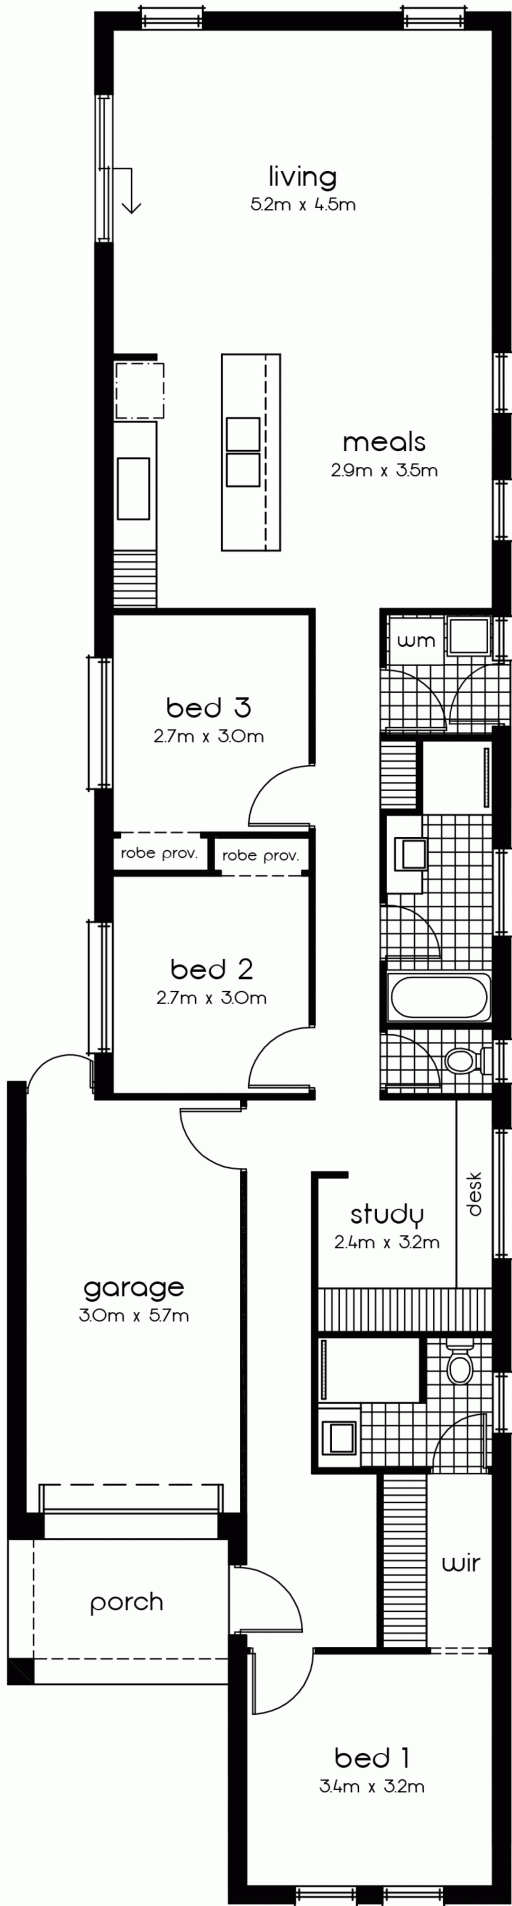 living
5.2m x 4.5m
meals
2.9m x 3.5m
wm
bed 3
2.7m x 3.0m
robe prov.
robe prov.
bed 2
2.7m x 3.0m
desk
study
2.4m x 3.2m
garage
3.0m x 5.7m
wir
porch
bed 1
3.4m x 3.2m